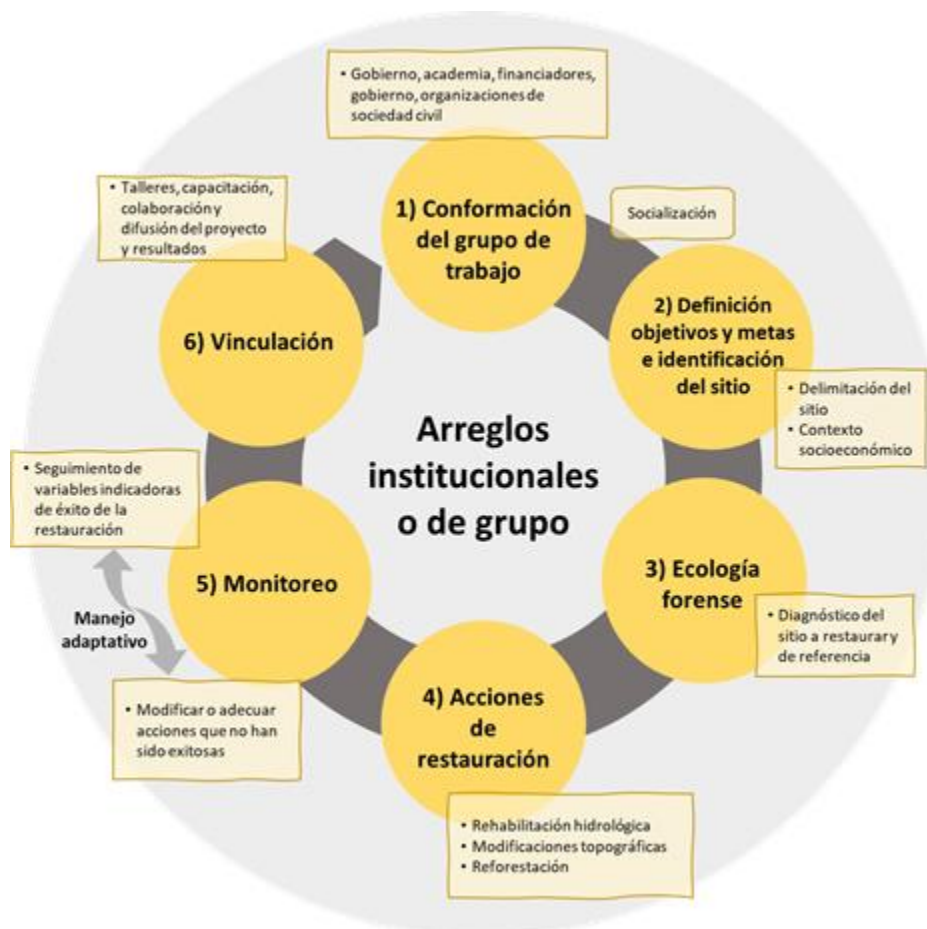 • Gobierno, academia, financiadores,
gobierno, organizaciones de
sociedad civil
1) Conformación
del grupo de
trabajo
Socialización
2) Definición
objetivos y metas
e identificación
del sitio
• Delimitación del
sitio
• Contexto
socioeconómico
3) Ecología
forense
• Diagnóstico del
sitio a restaurar y
de referencia
4) Acciones
de
restauración
• Rehabilitación hidrológica
• Modificaciones topográficas
• Reforestación
5) Monitoreo
• Seguimiento de
variables indicadoras
de éxito de la
restauración
Manejo
adaptativo
• Modificar o adecuar
acciones que no han
sido exitosas
6) Vinculación
• Talleres, capacitación,
colaboración y
difusión del proyecto
y resultados
Arreglos
institucionales
o de grupo